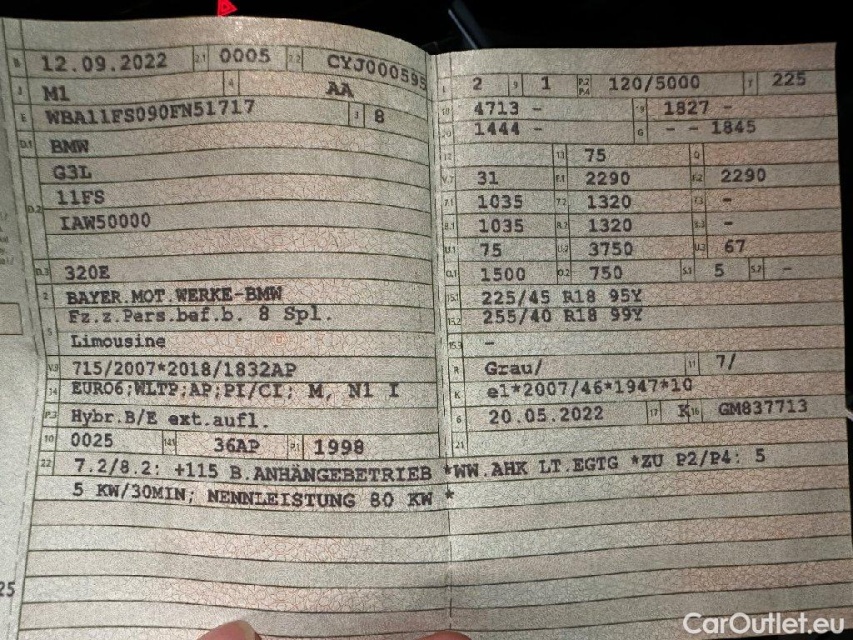 B 12.09.2022 2.1 0005 2.2 CYJ000595
J M1 4 AA
E WBA11FS090FN51717 3 8
D.1 BMW
G3L
D.2 11FS
IAW50000
D.3 320E
2 BAYER.MOT.WERKE-BMW
5 Fz.z.Pers.bef.b. 8 Spl.
Limousine
V.9 715/2007*2018/1832AP
14 EURO6;WLTP;AP;PI/CI; M, N1 I
P.3 Hybr.B/E ext.aufl.
10 0025 14.1 36AP P.1 1998
22 7.2/8.2: +115 B.ANHÄNGEBETRIEB *WW.AHK LT.EGTG *ZU P2/P4: 5
5 KW/30MIN; NENNLEISTUNG 80 KW *
L 2 9 1 P.2 P.4 120/5000 T 225
18 4713 - 19 1827 -
20 1444 - G - - 1845
12 13 75 Q
V.7 31 F.1 2290 F.2 2290
7.1 1035 7.2 1320 7.3 -
8.1 1035 8.2 1320 8.3 -
U.1 75 U.2 3750 U.3 67
O.1 1500 O.2 750 S.1 5 S.2 -
15.1 225/45 R18 95Y
15.2 255/40 R18 99Y
15.3 -
R Grau/ 11 7/
K e1*2007/46*1947*10
6 20.05.2022 17 K 16 GM837713
21
25
CarOutlet.eu